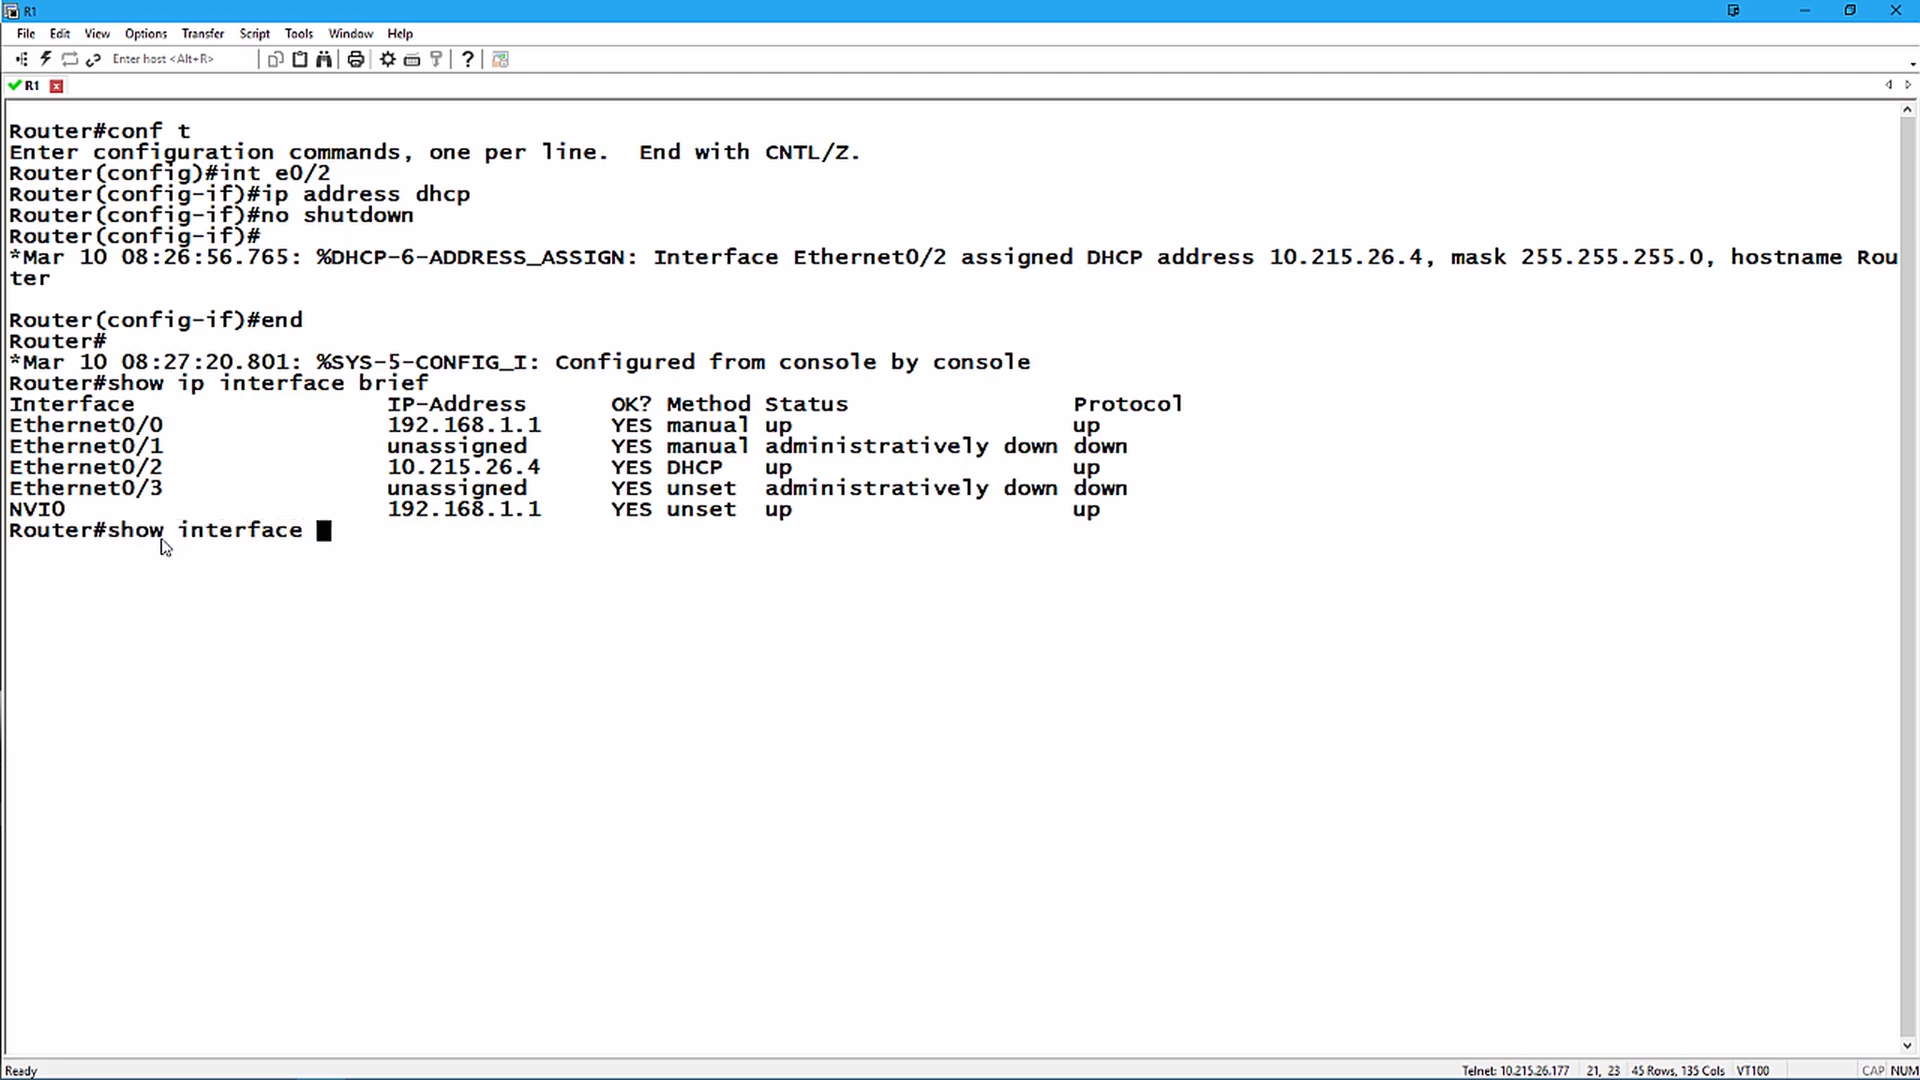 R1
File Edit View Options Transfer Script Tools Window Help
Enter host <Alt+R>
R1
Router#conf t
Enter configuration commands, one per line.  End with CNTL/Z.
Router(config)#int e0/2
Router(config-if)#ip address dhcp
Router(config-if)#no shutdown
Router(config-if)#
*Mar 10 08:26:56.765: %DHCP-6-ADDRESS_ASSIGN: Interface Ethernet0/2 assigned DHCP address 10.215.26.4, mask 255.255.255.0, hostname Rou
ter
Router(config-if)#end
Router#
*Mar 10 08:27:20.801: %SYS-5-CONFIG_I: Configured from console by console
Router#show ip interface brief
Interface                  IP-Address      OK? Method Status                Protocol
Ethernet0/0                192.168.1.1     YES manual up                    up
Ethernet0/1                unassigned      YES manual administratively down down
Ethernet0/2                10.215.26.4     YES DHCP   up                    up
Ethernet0/3                unassigned      YES unset  administratively down down
NVI0                       192.168.1.1     YES unset  up                    up
Router#show interface
Ready Telnet: 10.215.26.177 21, 23 45 Rows, 135 Cols VT100 CAP NUM